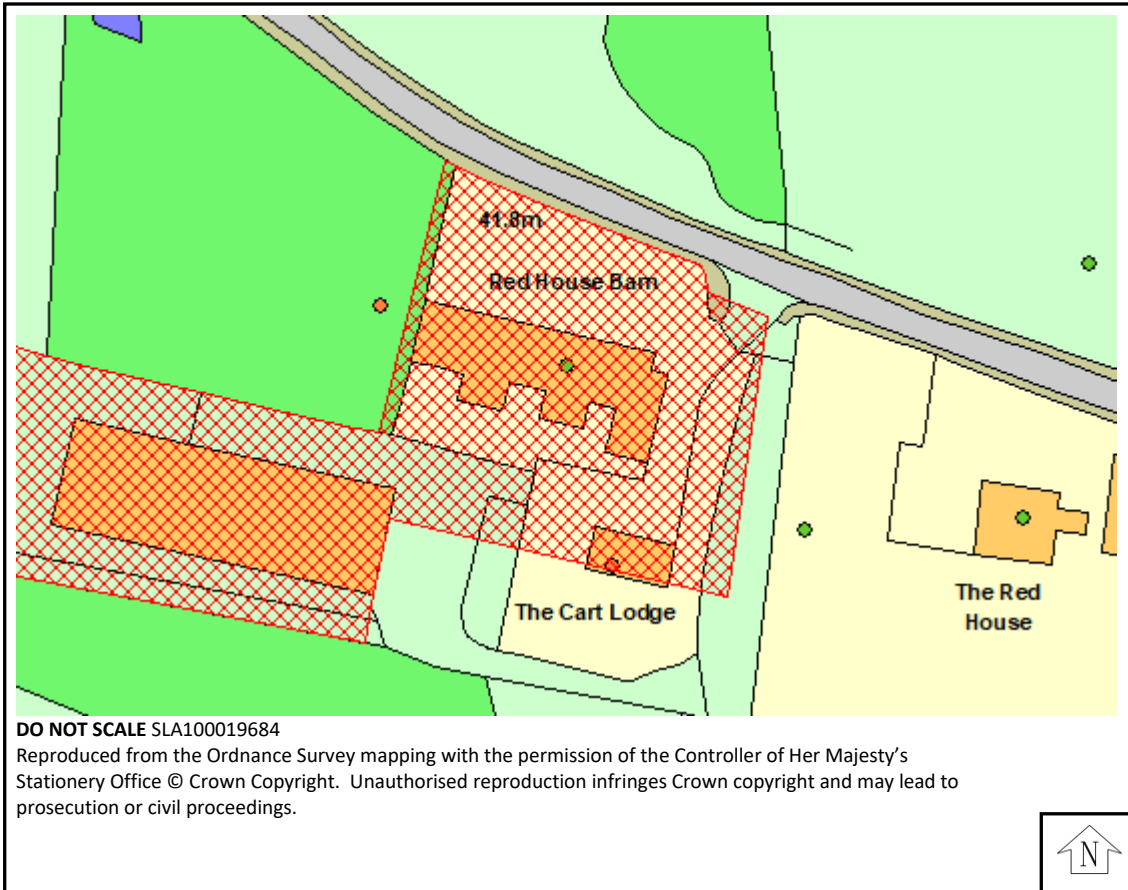 41.8m
Red House Barn
The Cart Lodge
The Red
House
DO NOT SCALE SLA100019684
Reproduced from the Ordnance Survey mapping with the permission of the Controller of Her Majesty’s
Stationery Office © Crown Copyright. Unauthorised reproduction infringes Crown copyright and may lead to
prosecution or civil proceedings.
N